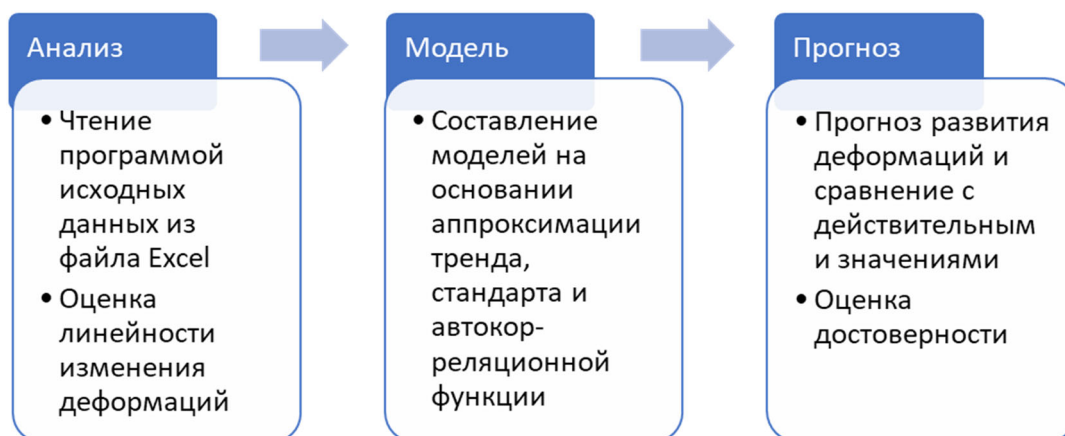 Анализ
• Чтение
программой
исходных
данных из
файла Excel
• Оценка
линейности
изменения
деформаций
Модель
• Составление
моделей на
основании
аппроксимации
тренда,
стандарта и
автокор-
реляционной
функции
Прогноз
• Прогноз развития
деформаций и
сравнение с
действительным
и значениями
• Оценка
достоверности